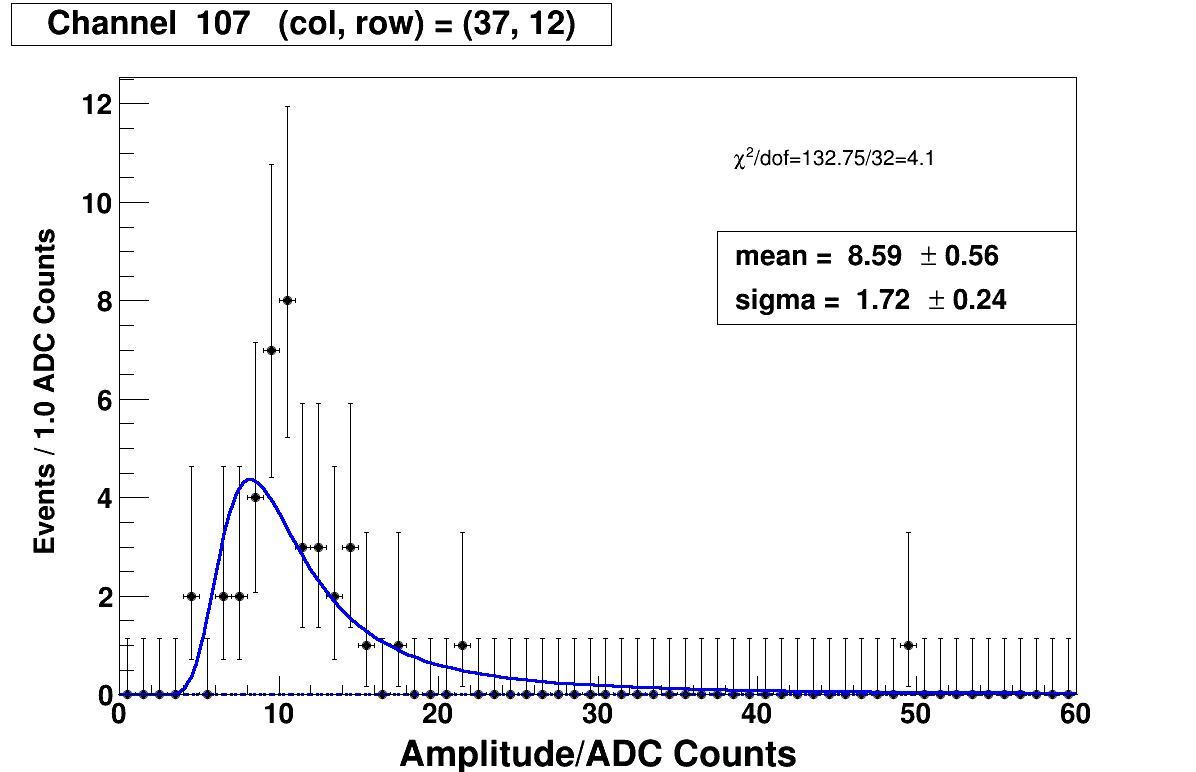 Channel 107 (col, row) = (37, 12)
12
10
8
6
4
2
0
Events / 1.0 ADC Counts
χ²/dof=132.75/32=4.1
mean = 8.59 ± 0.56
sigma = 1.72 ± 0.24
0 10 20 30 40 50 60
Amplitude/ADC Counts